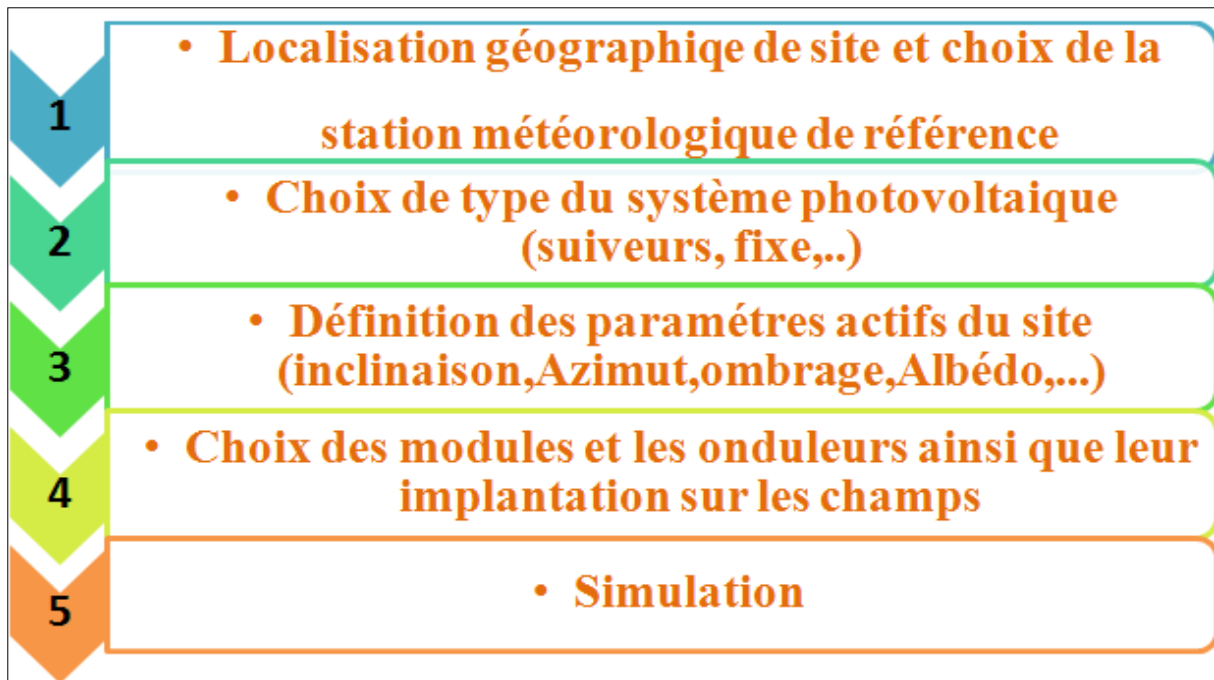 1
• Localisation géographiqe de site et choix de la
station météorologique de référence
2
• Choix de type du système photovoltaique
(suiveurs, fixe,..)
3
• Définition des paramétres actifs du site
(inclinaison,Azimut,ombrage,Albédo,...)
4
• Choix des modules et les onduleurs ainsi que leur
implantation sur les champs
5
• Simulation